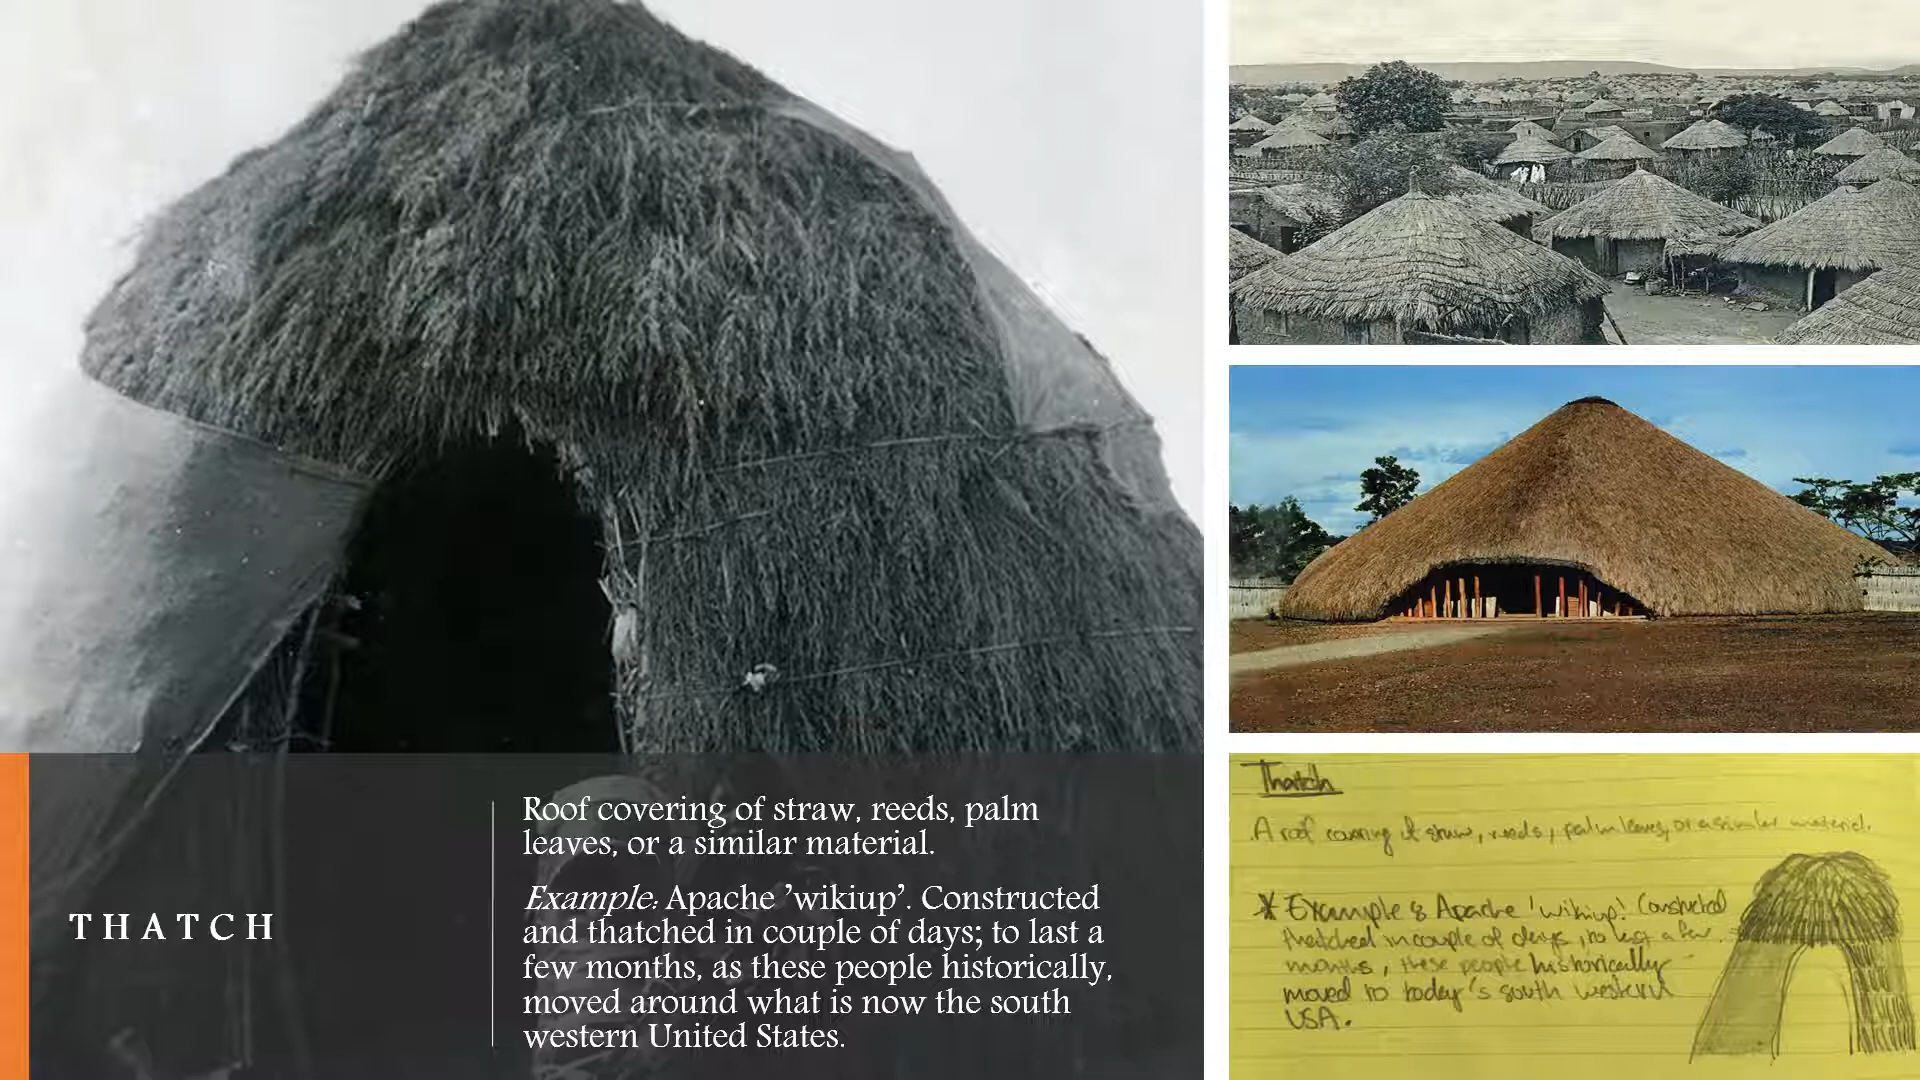 THATCH
Roof covering of straw, reeds, palm
leaves, or a similar material.
Example: Apache 'wikiup'. Constructed
and thatched in couple of days; to last a
few months, as these people historically,
moved around what is now the south
western United States.
Thatch
A roof covering of straw, reeds, palm leaves, or a similar material.
* Example: Apache 'wikiup'. Constructed
thatched in couple of days, to last a few
months, these people historically
moved to today's south western
USA.